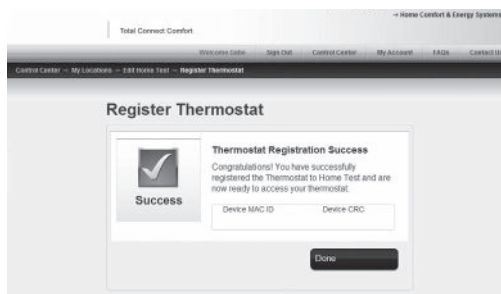 → Home Comfort & Energy Systems
Total Connect Comfort
Welcome Gabe Sign Out Control Center My Account FAQs Contact Us
Control Center → My Locations → Edit Home Test → Register Thermostat
Register Thermostat
Success
Thermostat Registration Success
Congratulations! You have successfully
registered the Thermostat to Home Test and are
now ready to access your thermostat.
Device MAC ID Device CRC
Done